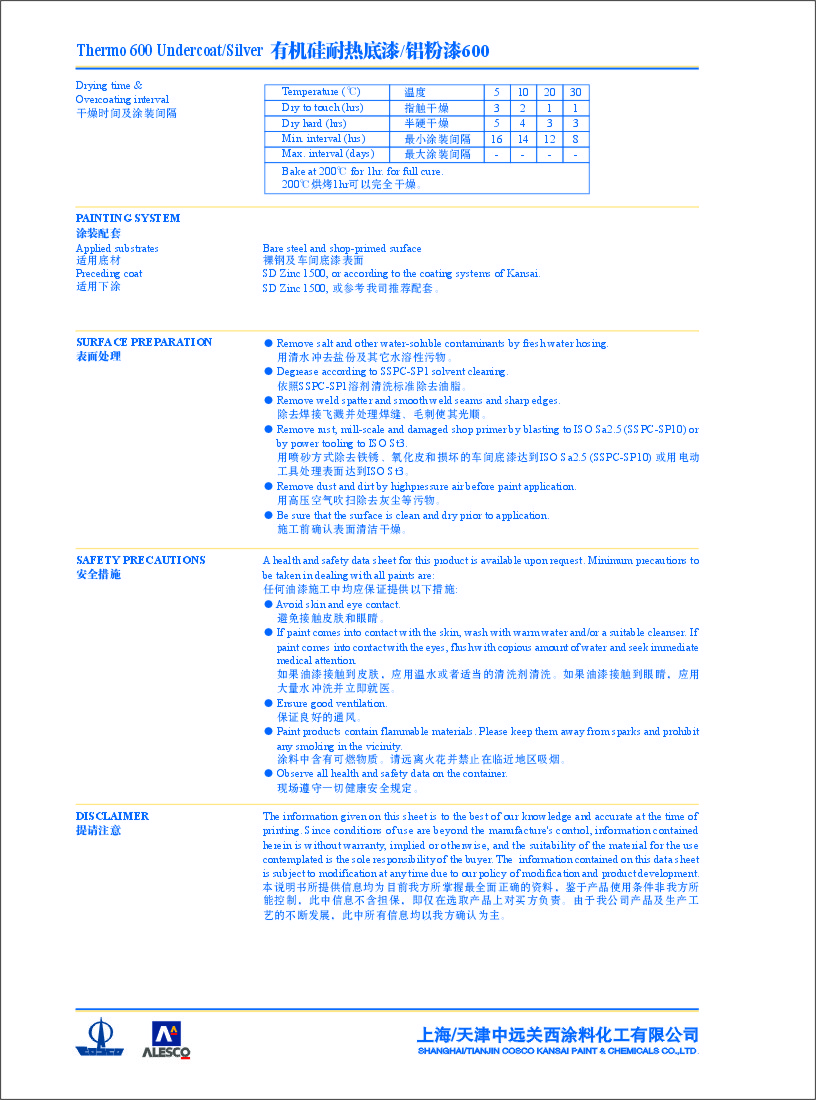 Thermo 600 Undercoat/Silver 有机硅耐热底漆/铝粉漆600
Drying time &
Overcoating interval
干燥时间及涂装间隔
Temperature (℃) 温度 5 10 20 30
Dry to touch (hrs) 指触干燥 3 2 1 1
Dry hard (hrs) 半硬干燥 5 4 3 3
Min. interval (hrs) 最小涂装间隔 16 14 12 8
Max. interval (days) 最大涂装间隔 - - - -
Bake at 200℃ for 1hr. for full cure.
200℃烘烤1hr可以完全干燥。
PAINTING SYSTEM
涂装配套
Applied substrates Bare steel and shop-primed surface
适用底材 裸钢及车间底漆表面
Preceding coat SD Zinc 1500, or according to the coating systems of Kansai.
适用下涂 SD Zinc 1500, 或参考我司推荐配套。
SURFACE PREPARATION
表面处理
● Remove salt and other water-soluble contaminants by fresh water hosing.
用清水冲去盐份及其它水溶性污物。
● Degrease according to SSPC-SP1 solvent cleaning.
依照SSPC-SP1溶剂清洗标准除去油脂。
● Remove weld spatter and smooth weld seams and sharp edges.
除去焊接飞溅并处理焊缝、毛刺使其光顺。
● Remove rust, mill-scale and damaged shop primer by blasting to ISO Sa2.5 (SSPC-SP10) or
by power tooling to ISO St3.
用喷砂方式除去铁锈、氧化皮和损坏的车间底漆达到ISO Sa2.5 (SSPC-SP10) 或用电动
工具处理表面达到ISO St3.
● Remove dust and dirt by highpressure air before paint application.
用高压空气吹扫除去灰尘等污物。
● Be sure that the surface is clean and dry prior to application.
施工前确认表面清洁干燥。
SAFETY PRECAUTIONS
安全措施
A health and safety data sheet for this product is available upon request. Minimum precautions to
be taken in dealing with all paints are:
任何油漆施工中均应保证提供以下措施:
● Avoid skin and eye contact.
避免接触皮肤和眼睛。
● If paint comes into contact with the skin, wash with warm water and/or a suitable cleanser. If
paint comes into contact with the eyes, flush with copious amount of water and seek immediate
medical attention.
如果油漆接触到皮肤，应用温水或者适当的清洗剂清洗。如果油漆接触到眼睛，应用
大量水冲洗并立即就医。
● Ensure good ventilation.
保证良好的通风。
● Paint products contain flammable materials. Please keep them away from sparks and prohibit
any smoking in the vicinity.
涂料中含有可燃物质。请远离火花并禁止在临近地区吸烟。
● Observe all health and safety data on the container.
现场遵守一切健康安全规定。
DISCLAIMER
提请注意
The information given on this sheet is to the best of our knowledge and accurate at the time of
printing. Since conditions of use are beyond the manufacture's control, information contained
herein is without warranty, implied or otherwise, and the suitability of the material for the use
contemplated is the sole responsibility of the buyer. The information contained on this data sheet
is subject to modification at any time due to our policy of modification and product development.
本说明书所提供信息均为目前我方所掌握最全面正确的资料，鉴于产品使用条件非我方所
能控制，此中信息不含担保，即仅在选取产品上对买方负责。由于我公司产品及生产工
艺的不断发展，此中所有信息均以我方确认为主。
COSCO
ALESCO
上海/天津中远关西涂料化工有限公司
SHANGHAI/TIANJIN COSCO KANSAI PAINT & CHEMICALS CO.,LTD.